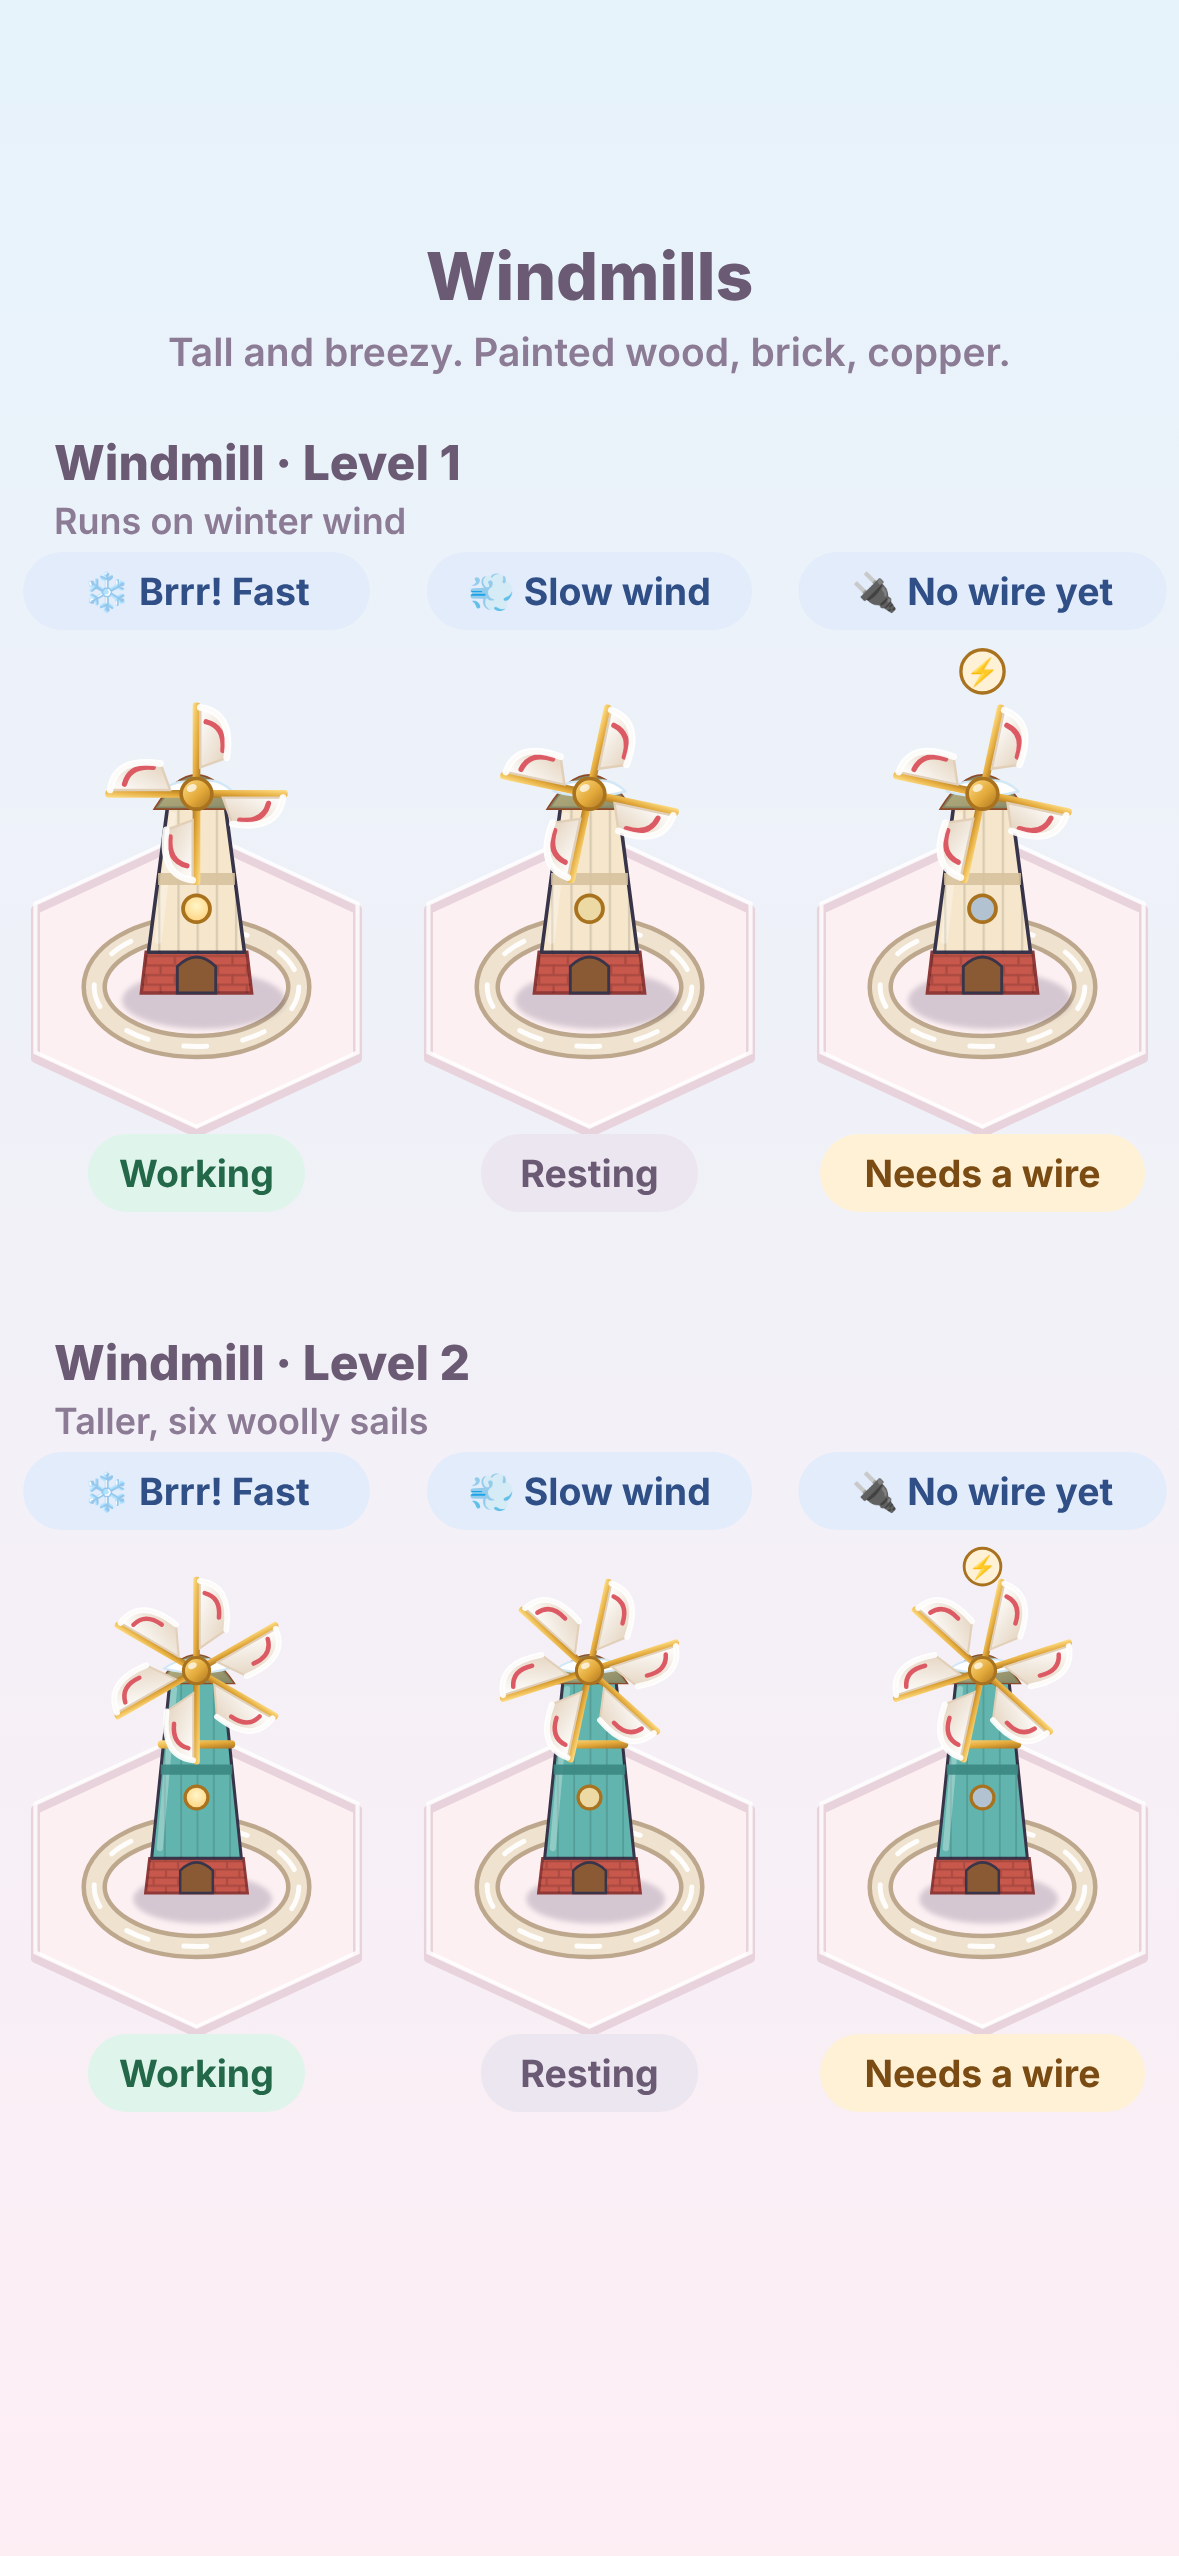 Windmills
Tall and breezy. Painted wood, brick, copper.
Windmill · Level 1
Runs on winter wind
❄️ Brrr! Fast
💨 Slow wind
🔌 No wire yet
⚡
Working
Resting
Needs a wire
Windmill · Level 2
Taller, six woolly sails
❄️ Brrr! Fast
💨 Slow wind
🔌 No wire yet
⚡
Working
Resting
Needs a wire